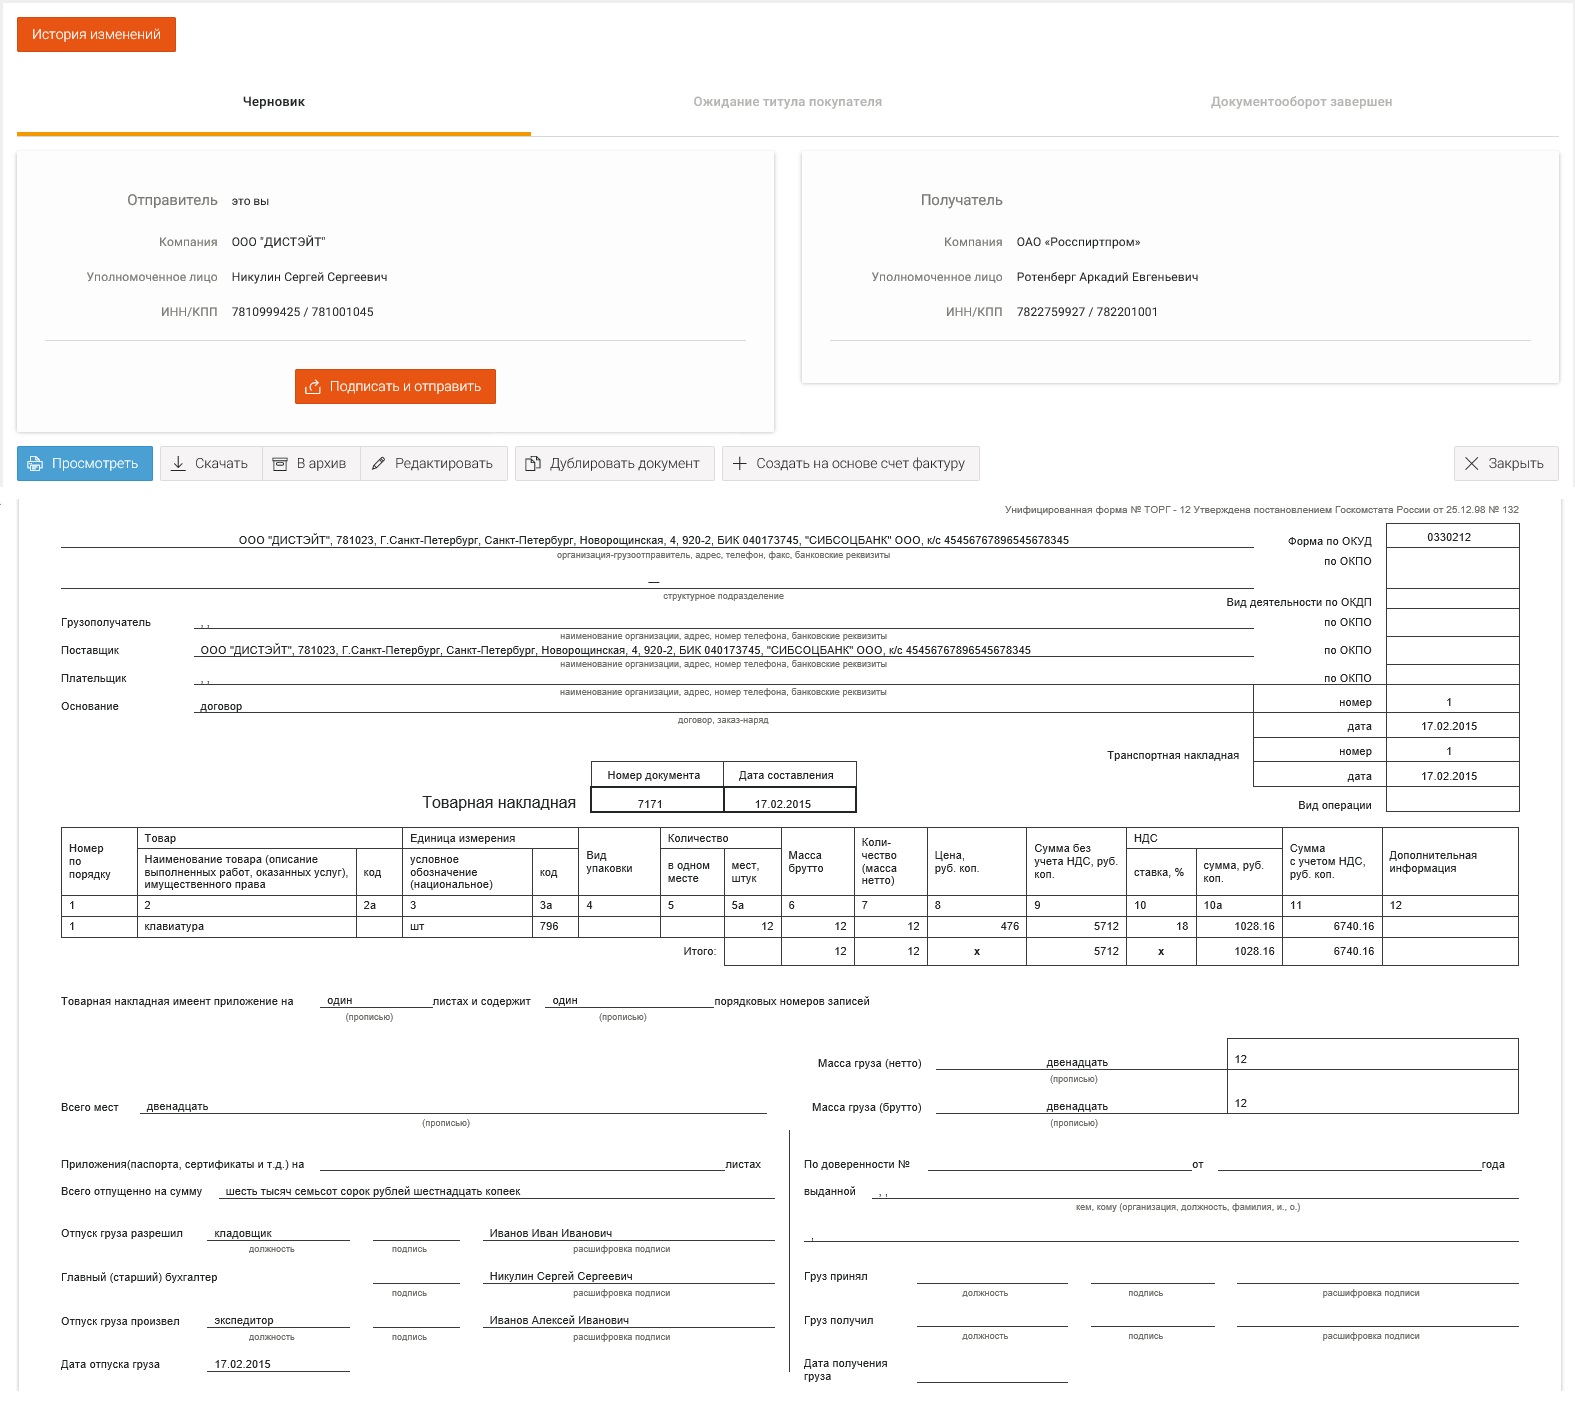 История изменений
Черновик
Ожидание титула покупателя
Документооборот завершен
Отправитель это вы
Компания ООО "ДИСТЭЙТ"
Уполномоченное лицо Никулин Сергей Сергеевич
ИНН/КПП 7810999425 / 781001045
Подписать и отправить
Получатель
Компания ОАО «Росспиртпром»
Уполномоченное лицо Ротенберг Аркадий Евгеньевич
ИНН/КПП 7822759927 / 782201001
Просмотреть Скачать В архив Редактировать Дублировать документ Создать на основе счет фактуру Закрыть
Унифицированная форма № ТОРГ - 12 Утверждена постановлением Госкомстата России от 25.12.98 № 132
ООО "ДИСТЭЙТ", 781023, Г.Санкт-Петербург, Санкт-Петербург, Новорощинская, 4, 920-2, БИК 040173745, "СИБСОЦБАНК" ООО, к/с 45456767896545678345
Форма по ОКУД 0330212
организация-грузоотправитель, адрес, телефон, факс, банковские реквизиты
по ОКПО
—
структурное подразделение
Вид деятельности по ОКДП
Грузополучатель , , по ОКПО
наименование организации, адрес, номер телефона, банковские реквизиты
Поставщик ООО "ДИСТЭЙТ", 781023, Г.Санкт-Петербург, Санкт-Петербург, Новорощинская, 4, 920-2, БИК 040173745, "СИБСОЦБАНК" ООО, к/с 45456767896545678345 по ОКПО
наименование организации, адрес, номер телефона, банковские реквизиты
Плательщик , , по ОКПО
наименование организации, адрес, номер телефона, банковские реквизиты
Основание договор номер 1
договор, заказ-наряд
дата 17.02.2015
Транспортная накладная номер 1
дата 17.02.2015
Вид операции
Номер документа Дата составления
Товарная накладная 7171 17.02.2015
Номер
по
порядку
Товар
Наименование товара (описание
выполненных работ, оказанных услуг),
имущественного права
код
Единица измерения
условное
обозначение
(национальное)
код
Вид
упаковки
Количество
в одном
месте
мест,
штук
Масса
брутто
Коли-
чество
(масса
нетто)
Цена,
руб. коп.
Сумма без
учета НДС, руб.
коп.
НДС
ставка, %
сумма, руб.
коп.
Сумма
с учетом НДС,
руб. коп.
Дополнительная
информация
1 2 2а 3 3а 4 5 5а 6 7 8 9 10 10а 11 12
1 клавиатура шт 796 12 12 12 476 5712 18 1028.16 6740.16
Итого: 12 12 х 5712 х 1028.16 6740.16
Товарная накладная имеент приложение на один листах и содержит один порядковых номеров записей
(прописью) (прописью)
Масса груза (нетто) двенадцать 12
(прописью)
Всего мест двенадцать Масса груза (брутто) двенадцать 12
(прописью) (прописью)
Приложения(паспорта, сертификаты и т.д.) на листах
Всего отпущенно на сумму шесть тысяч семьсот сорок рублей шестнадцать копеек
Отпуск груза разрешил кладовщик Иванов Иван Иванович
должность подпись расшифровка подписи
Главный (старший) бухгалтер Никулин Сергей Сергеевич
подпись расшифровка подписи
Отпуск груза произвел экспедитор Иванов Алексей Иванович
должность подпись расшифровка подписи
Дата отпуска груза 17.02.2015
По доверенности № от года
выданной , ,
кем, кому (организация, должность, фамилия, и., о.)
,
Груз принял
должность подпись расшифровка подписи
Груз получил
должность подпись расшифровка подписи
Дата получения
груза